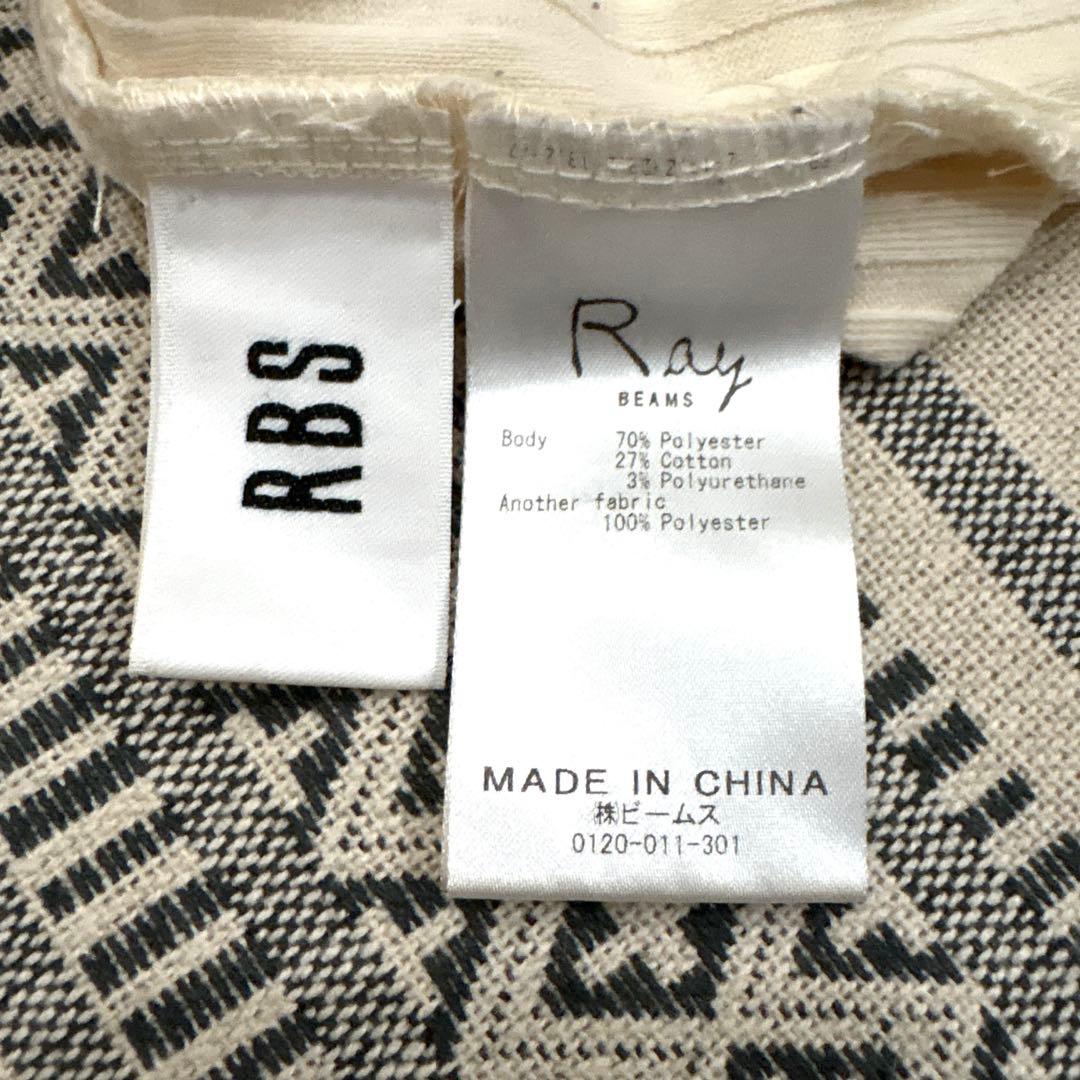 RBS
Ray
BEAMS
Body 70% Polyester
27% Cotton
3% Polyurethane
Another fabric
100% Polyester
MADE IN CHINA
㈱ビームス
0120-011-301